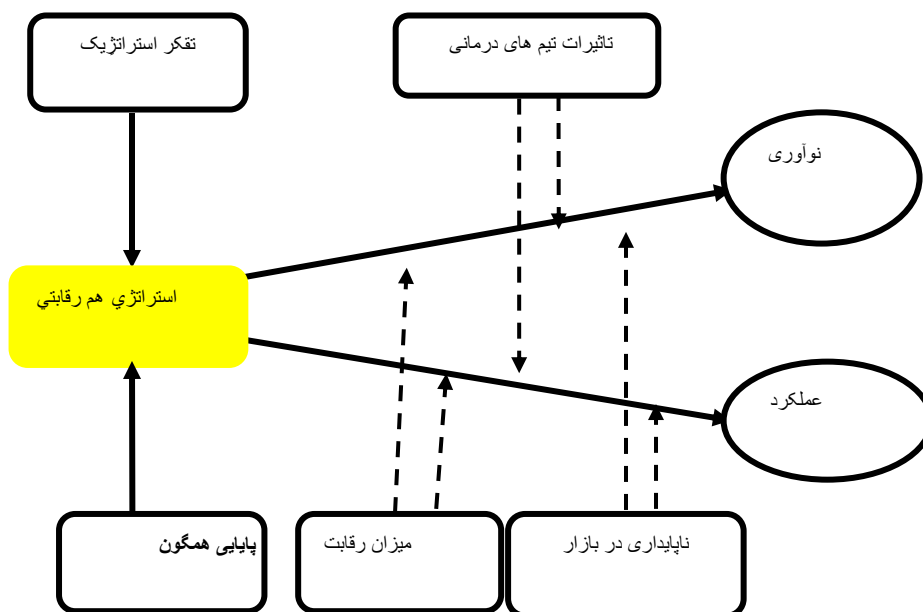 تفکر استراتژیک
تاثیرات تیم های درمانی
نوآوری
استراتژي هم رقابتي
عملکرد
پایایی همگون
میزان رقابت
ناپایداری در بازار